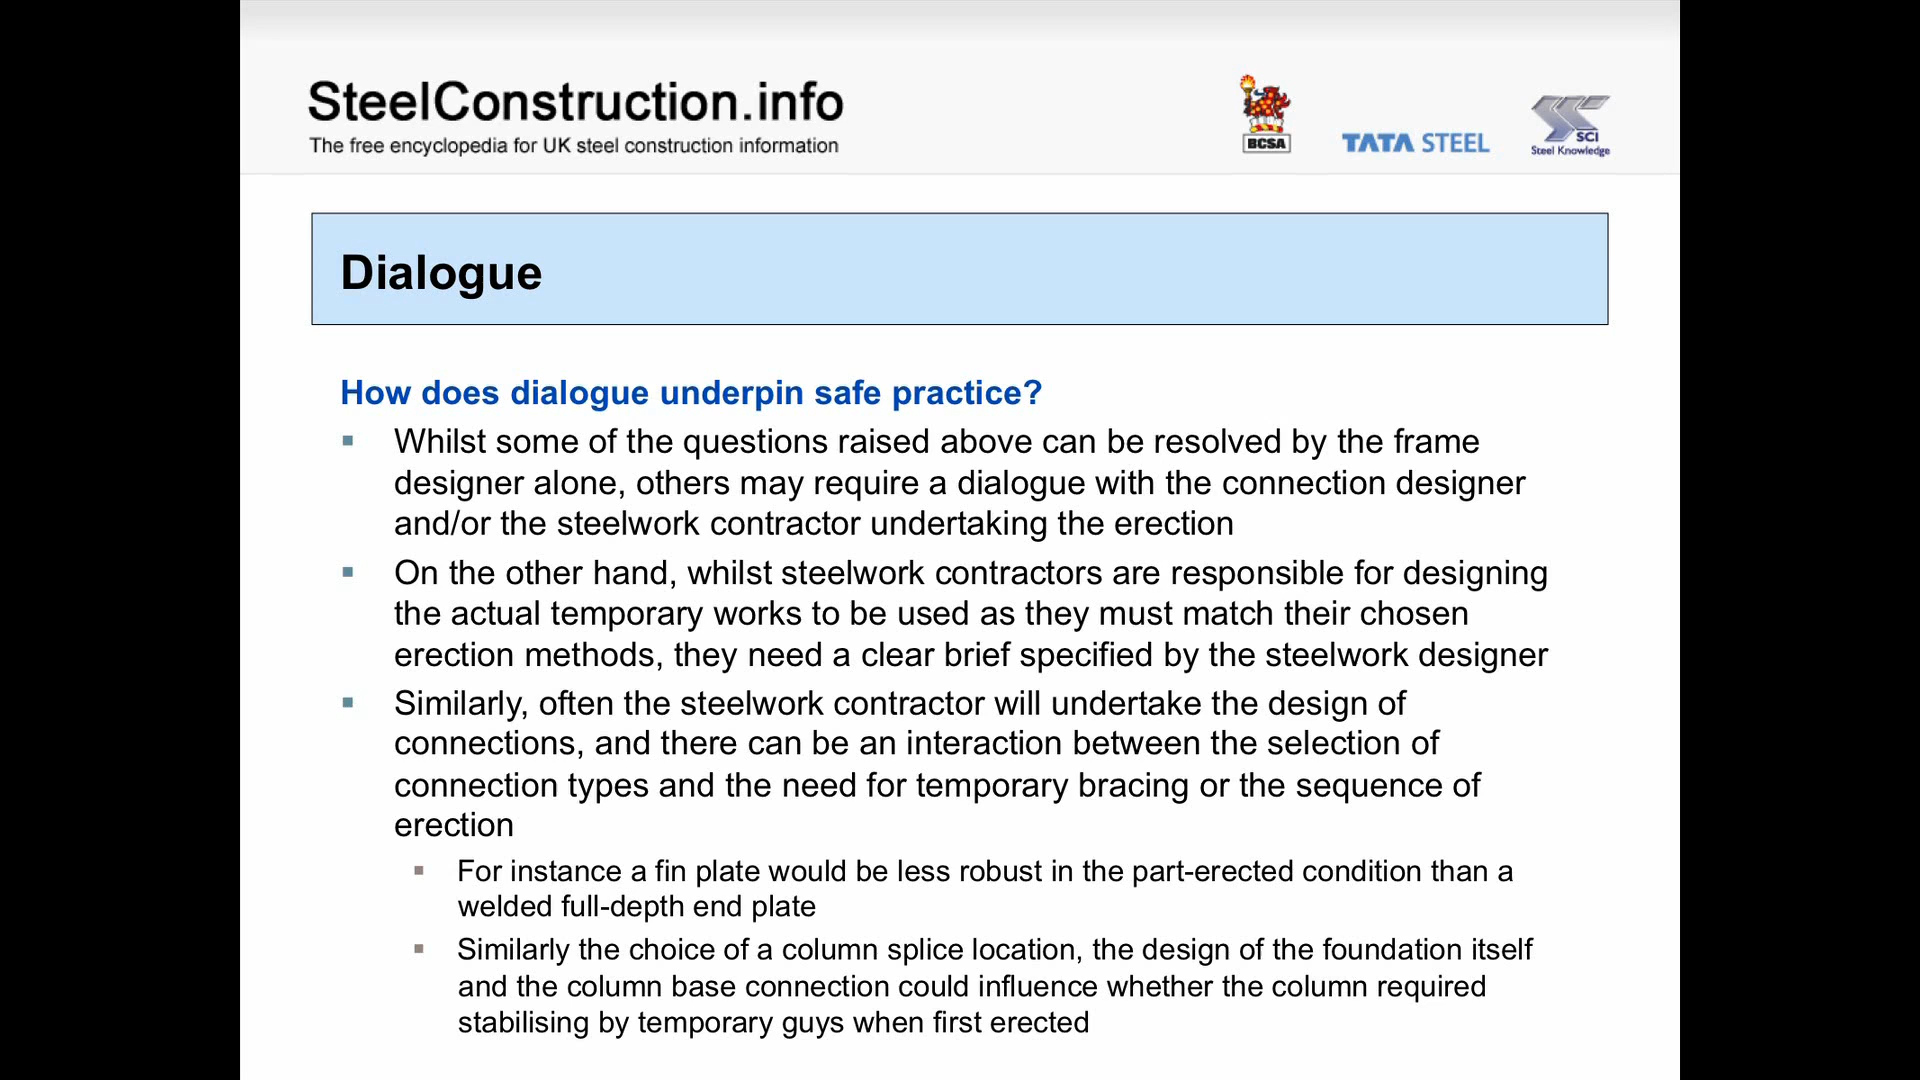 SteelConstruction.info
The free encyclopedia for UK steel construction information
BCSA
TATA STEEL
SCI
Steel Knowledge
Dialogue
How does dialogue underpin safe practice?
Whilst some of the questions raised above can be resolved by the frame
designer alone, others may require a dialogue with the connection designer
and/or the steelwork contractor undertaking the erection
On the other hand, whilst steelwork contractors are responsible for designing
the actual temporary works to be used as they must match their chosen
erection methods, they need a clear brief specified by the steelwork designer
Similarly, often the steelwork contractor will undertake the design of
connections, and there can be an interaction between the selection of
connection types and the need for temporary bracing or the sequence of
erection
For instance a fin plate would be less robust in the part-erected condition than a
welded full-depth end plate
Similarly the choice of a column splice location, the design of the foundation itself
and the column base connection could influence whether the column required
stabilising by temporary guys when first erected